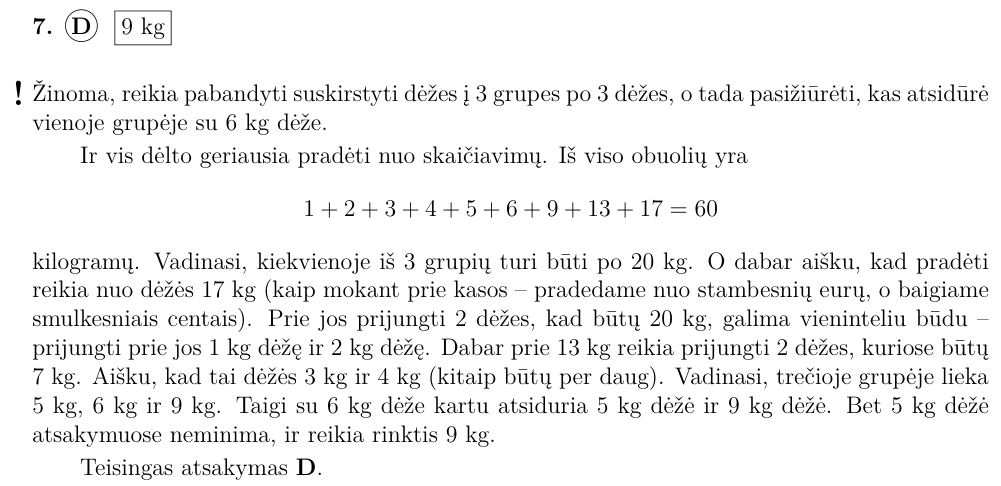 7. D 9 kg
! Žinoma, reikia pabandyti suskirstyti dėžes į 3 grupes po 3 dėžes, o tada pasižiūrėti, kas atsidūrė
vienoje grupėje su 6 kg dėže.
Ir vis dėlto geriausia pradėti nuo skaičiavimų. Iš viso obuolių yra
1 + 2 + 3 + 4 + 5 + 6 + 9 + 13 + 17 = 60
kilogramų. Vadinasi, kiekvienoje iš 3 grupių turi būti po 20 kg. O dabar aišku, kad pradėti
reikia nuo dėžės 17 kg (kaip mokant prie kasos – pradedame nuo stambesnių eurų, o baigiame
smulkesniais centais). Prie jos prijungti 2 dėžes, kad būtų 20 kg, galima vieninteliu būdu –
prijungti prie jos 1 kg dėžę ir 2 kg dėžę. Dabar prie 13 kg reikia prijungti 2 dėžes, kuriose būtų
7 kg. Aišku, kad tai dėžės 3 kg ir 4 kg (kitaip būtų per daug). Vadinasi, trečioje grupėje lieka
5 kg, 6 kg ir 9 kg. Taigi su 6 kg dėže kartu atsiduria 5 kg dėžė ir 9 kg dėžė. Bet 5 kg dėžė
atsakymuose neminima, ir reikia rinktis 9 kg.
Teisingas atsakymas D.